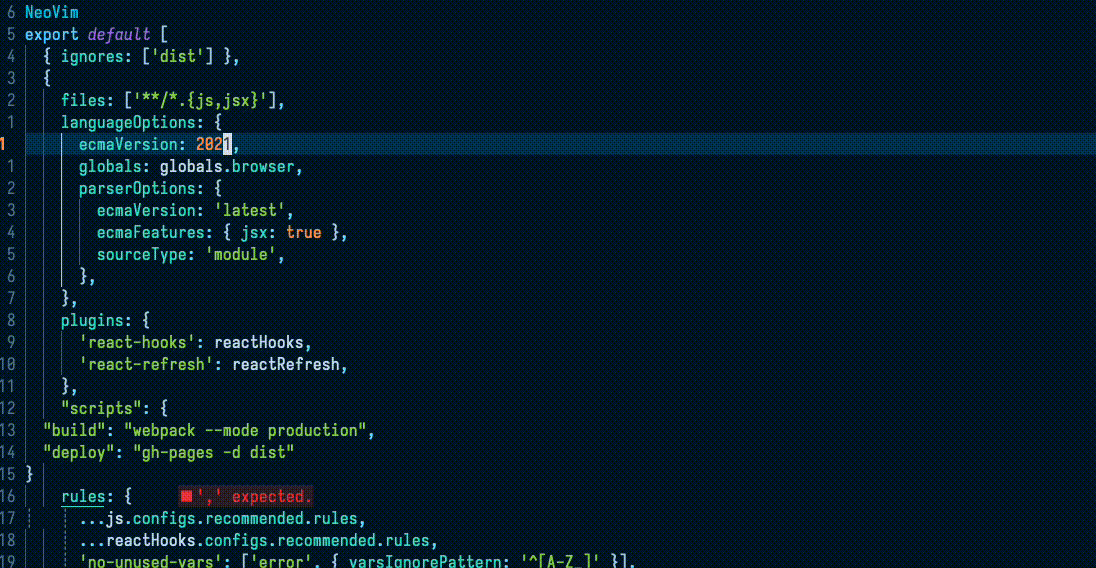 6 NeoVim
5 export default [
4   { ignores: ['dist'] },
3   {
2     files: ['**/*.{js,jsx}'],
1     languageOptions: {
1       ecmaVersion: 2021,
1       globals: globals.browser,
2       parserOptions: {
3         ecmaVersion: 'latest',
4         ecmaFeatures: { jsx: true },
5         sourceType: 'module',
6       },
7     },
8     plugins: {
9       'react-hooks': reactHooks,
10       'react-refresh': reactRefresh,
11     },
12     "scripts": {
13   "build": "webpack --mode production",
14   "deploy": "gh-pages -d dist"
15 }
16     rules: {     ■ ',' expected.
17       ...js.configs.recommended.rules,
18       ...reactHooks.configs.recommended.rules,
19       'no-unused-vars': ['error', { varsIgnorePattern: '^[A-Z_]' }],